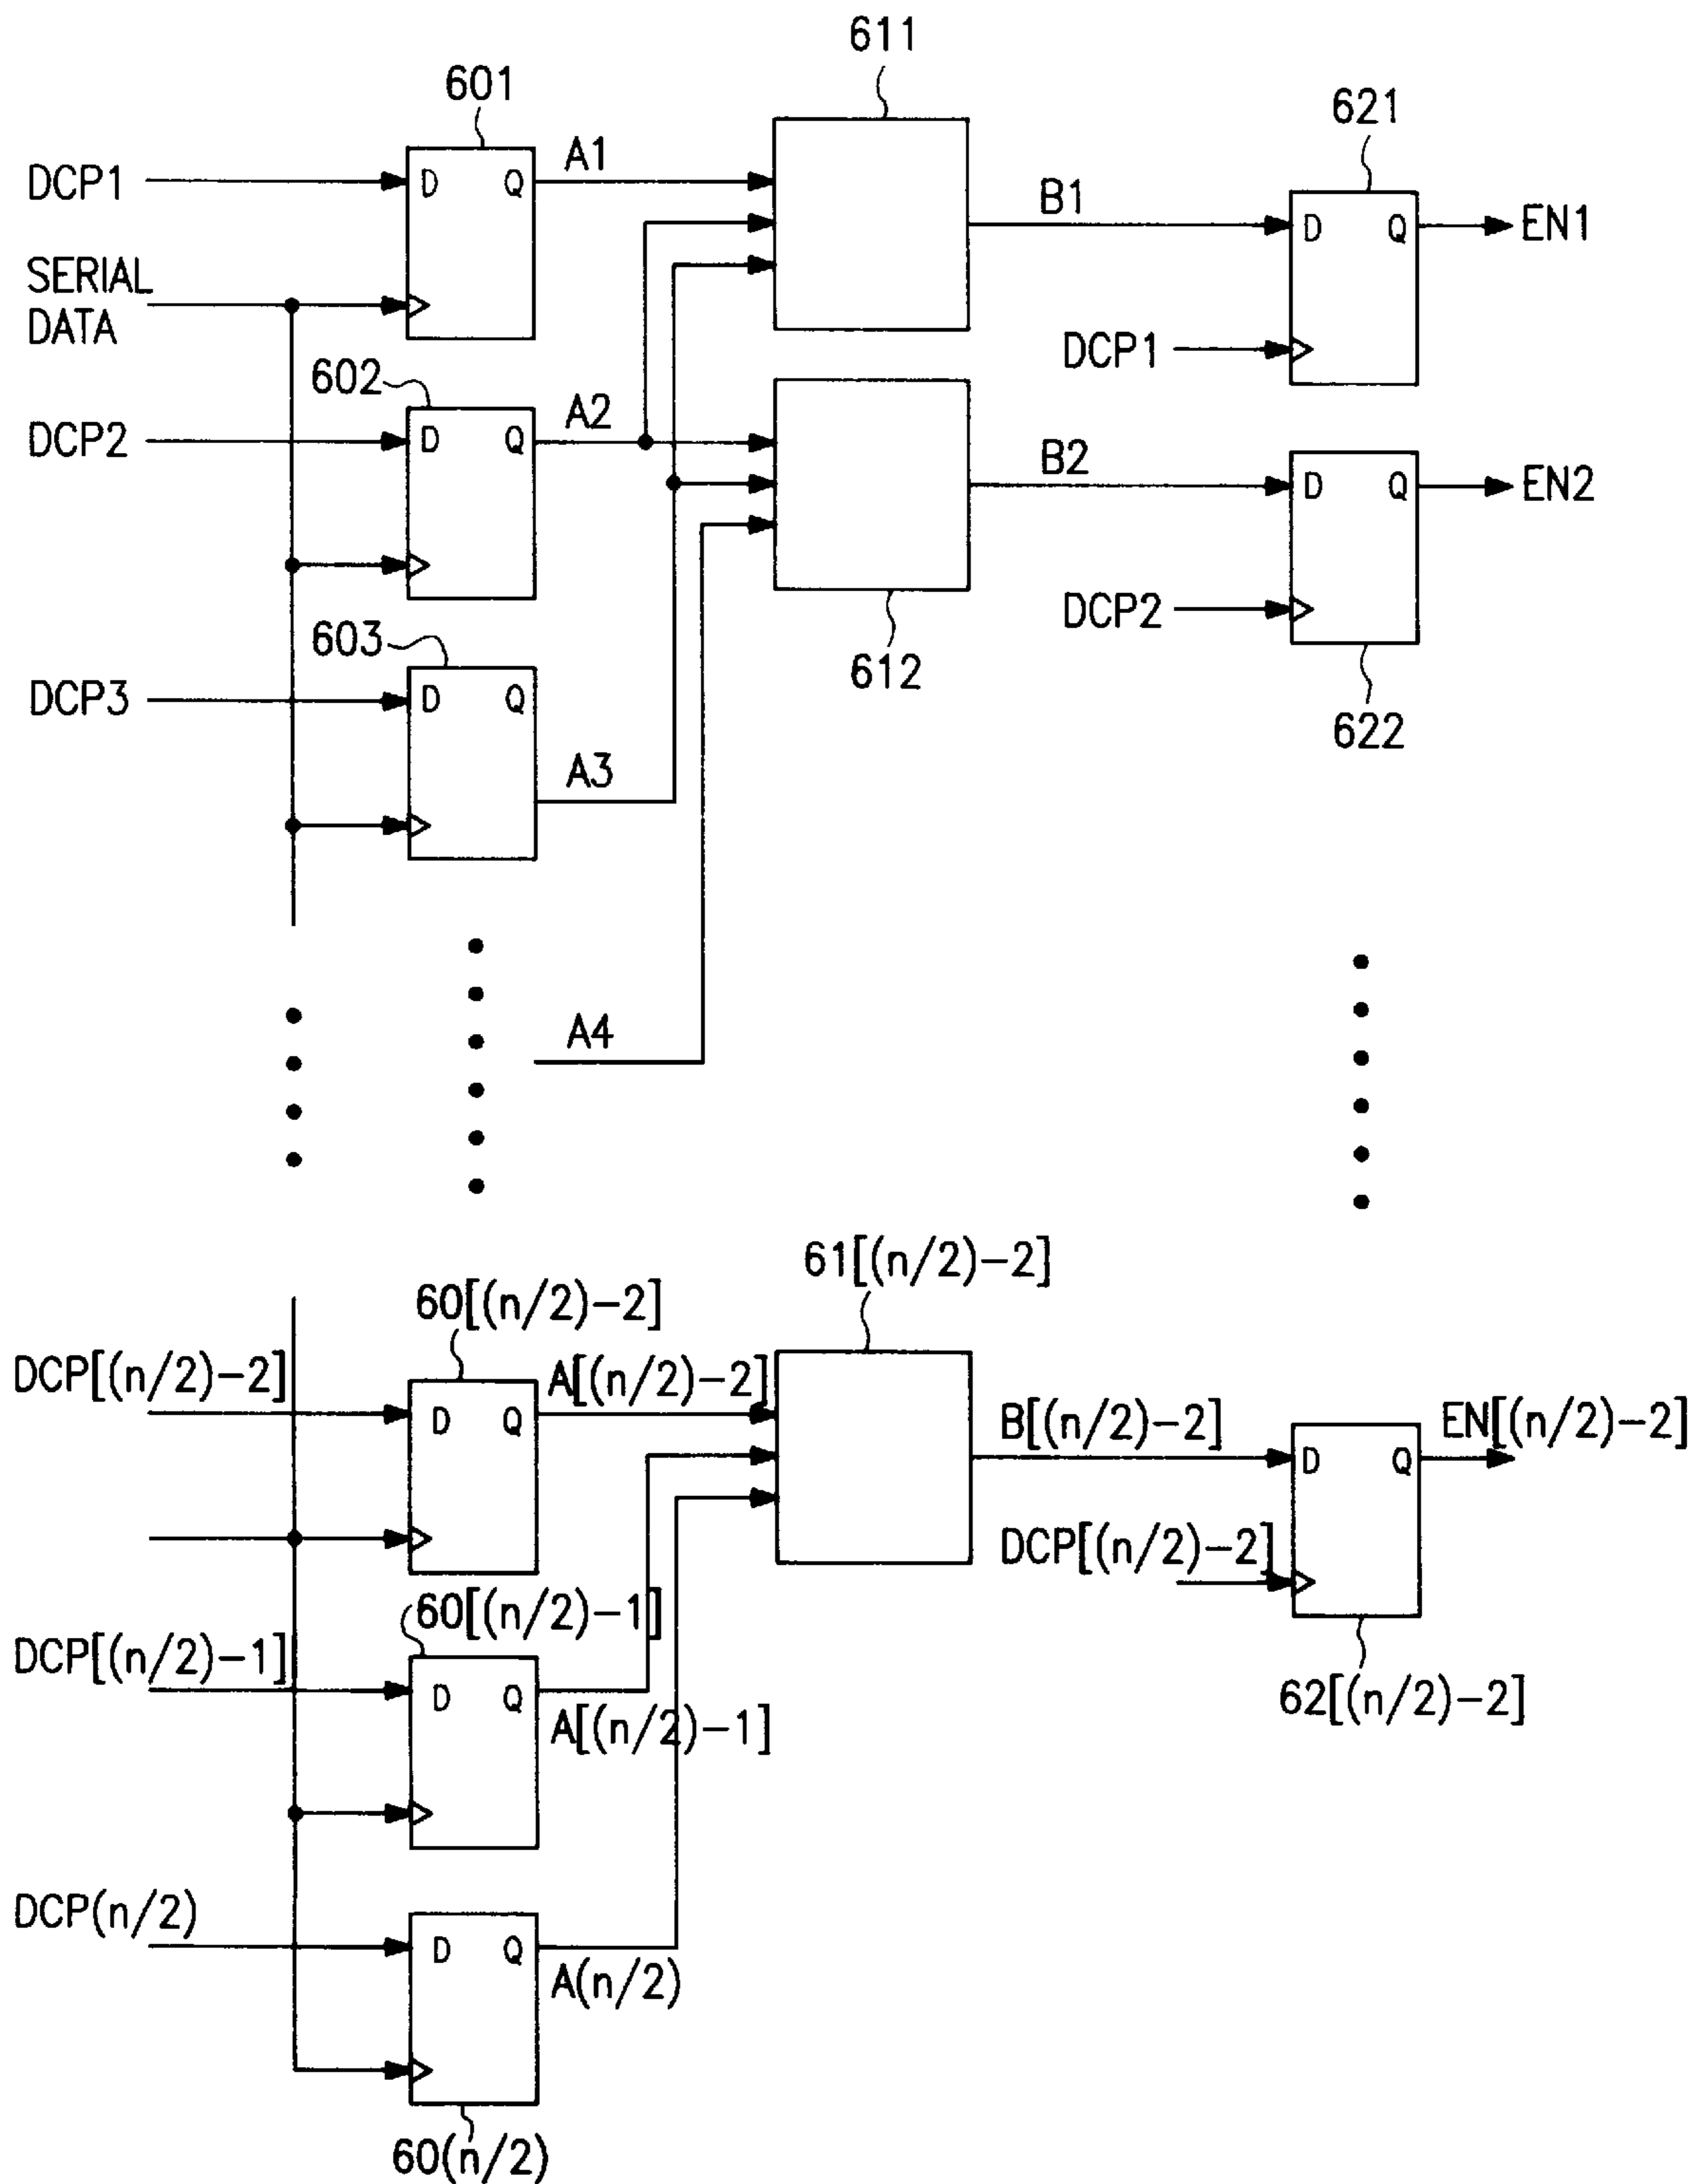 611
601
621
DCP1
D
Q
A1
B1
D
Q
EN1
SERIAL
DATA
DCP1
602
DCP2
D
Q
A2
B2
D
Q
EN2
DCP2
603
612
622
DCP3
D
Q
A3
A4
61[(n/2)-2]
60[(n/2)-2]
DCP[(n/2)-2]
D
Q
A[(n/2)-2]
B[(n/2)-2]
D
Q
EN[(n/2)-2]
DCP[(n/2)-2]
60[(n/2)-1]
DCP[(n/2)-1]
D
Q
A[(n/2)-1]
62[(n/2)-2]
DCP(n/2)
D
Q
A(n/2)
60(n/2)